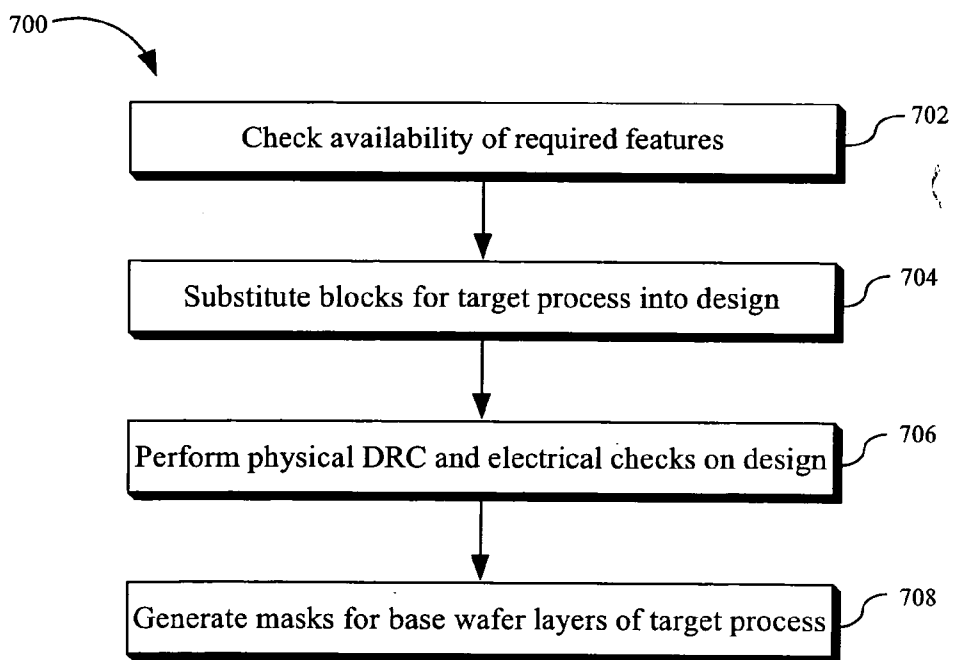 700
Check availability of required features
702
Substitute blocks for target process into design
704
Perform physical DRC and electrical checks on design
706
Generate masks for base wafer layers of target process
708